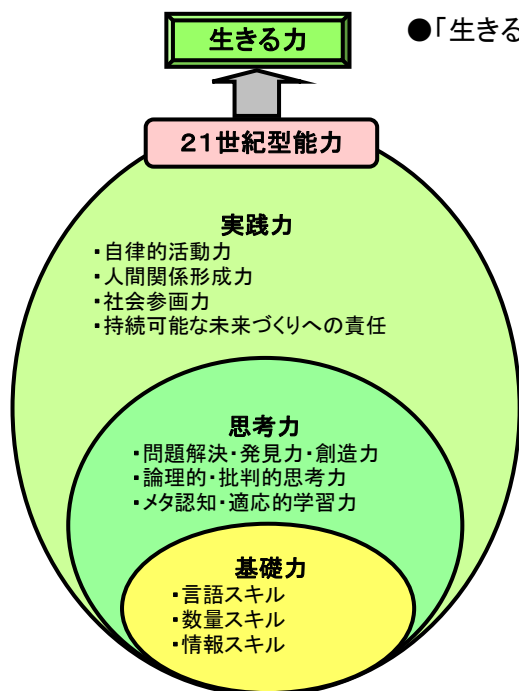 生きる力
●「生きる
21世紀型能力
実践力
・自律的活動力
・人間関係形成力
・社会参画力
・持続可能な未来づくりへの責任
思考力
・問題解決・発見力・創造力
・論理的・批判的思考力
・メタ認知・適応的学習力
基礎力
・言語スキル
・数量スキル
・情報スキル